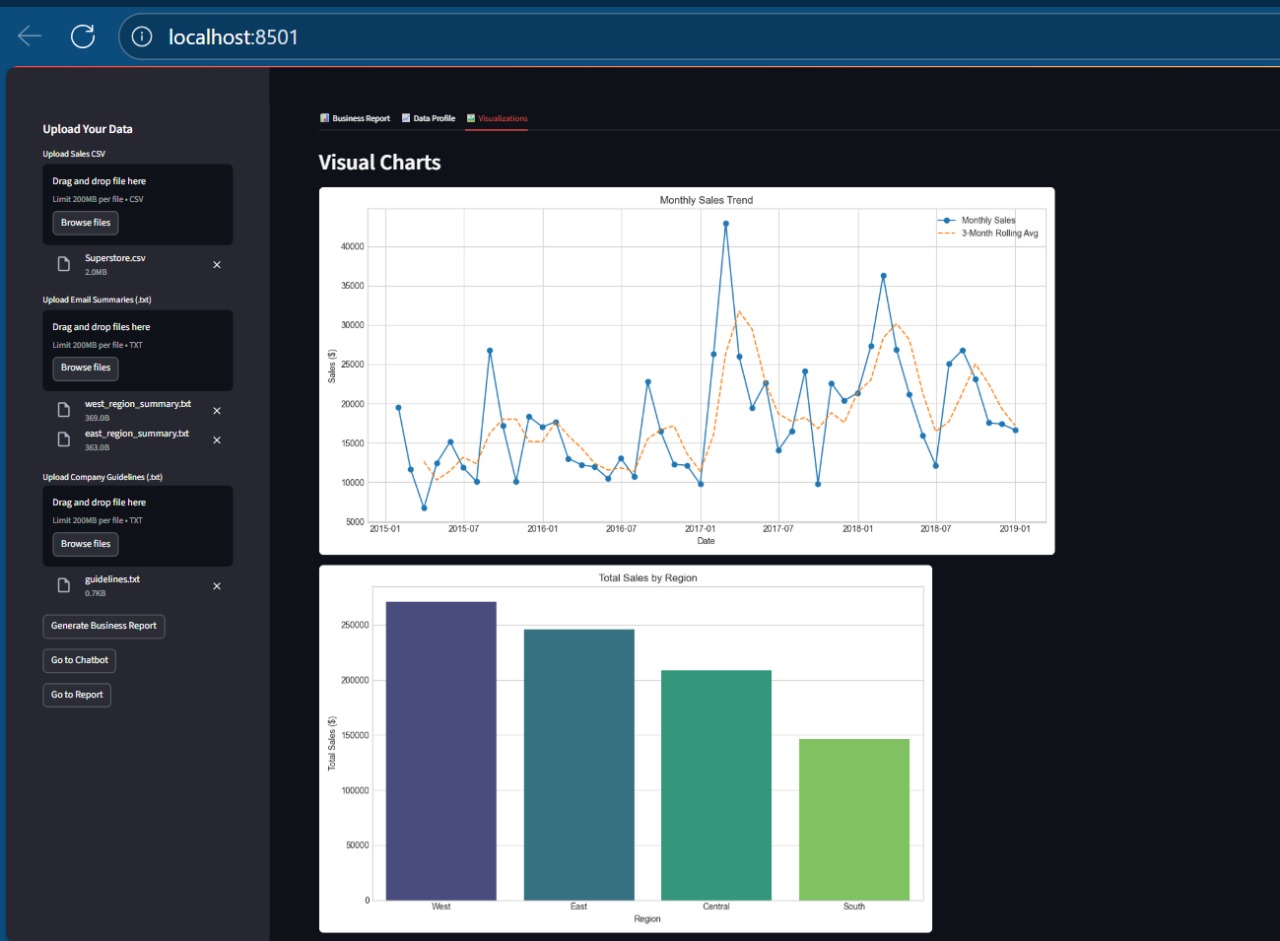 localhost:8501
Upload Your Data
Upload Sales CSV
Drag and drop file here
Limit 200MB per file • CSV
Browse files
Superstore.csv
2.0MB
Upload Email Summaries (.txt)
Drag and drop files here
Limit 200MB per file • TXT
Browse files
west_region_summary.txt
369.0B
east_region_summary.txt
363.0B
Upload Company Guidelines (.txt)
Drag and drop file here
Limit 200MB per file • TXT
Browse files
guidelines.txt
0.7KB
Generate Business Report
Go to Chatbot
Go to Report
Business Report Data Profile Visualizations
Visual Charts
Monthly Sales Trend
Monthly Sales
3-Month Rolling Avg
Sales ($)
40000
35000
30000
25000
20000
15000
10000
5000
2015-01 2015-07 2016-01 2016-07 2017-01 2017-07 2018-01 2018-07 2019-01
Date
Total Sales by Region
Total Sales ($)
250000
200000
150000
100000
50000
0
West East Central South
Region